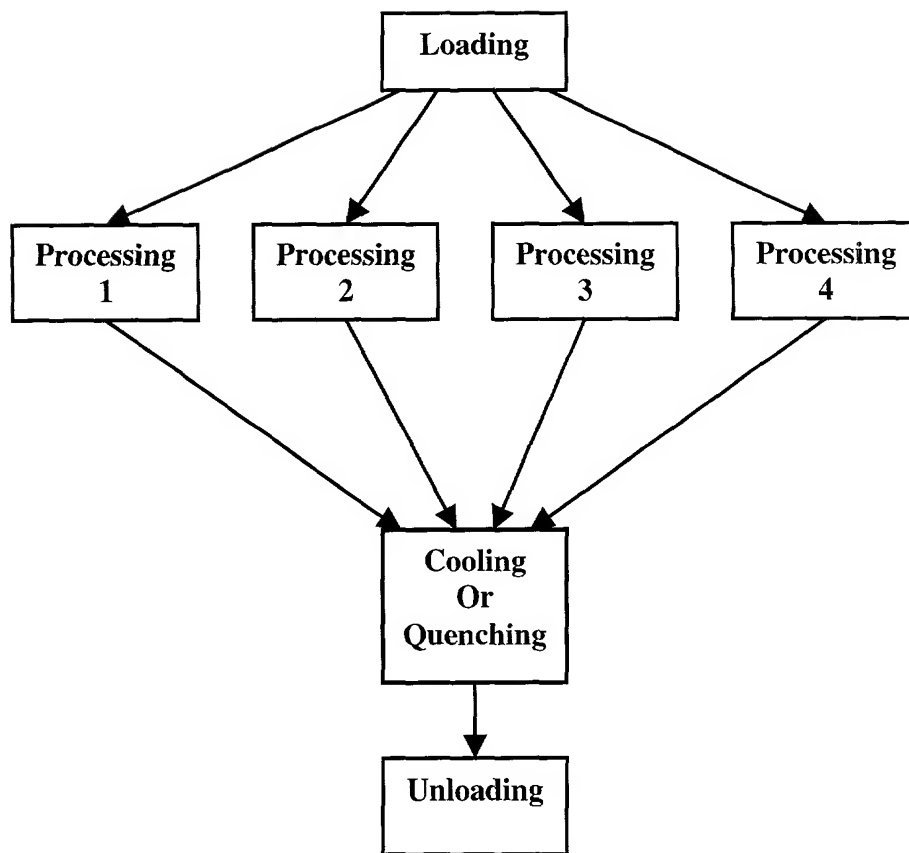 Loading
Processing
1
Processing
2
Processing
3
Processing
4
Cooling
Or
Quenching
Unloading